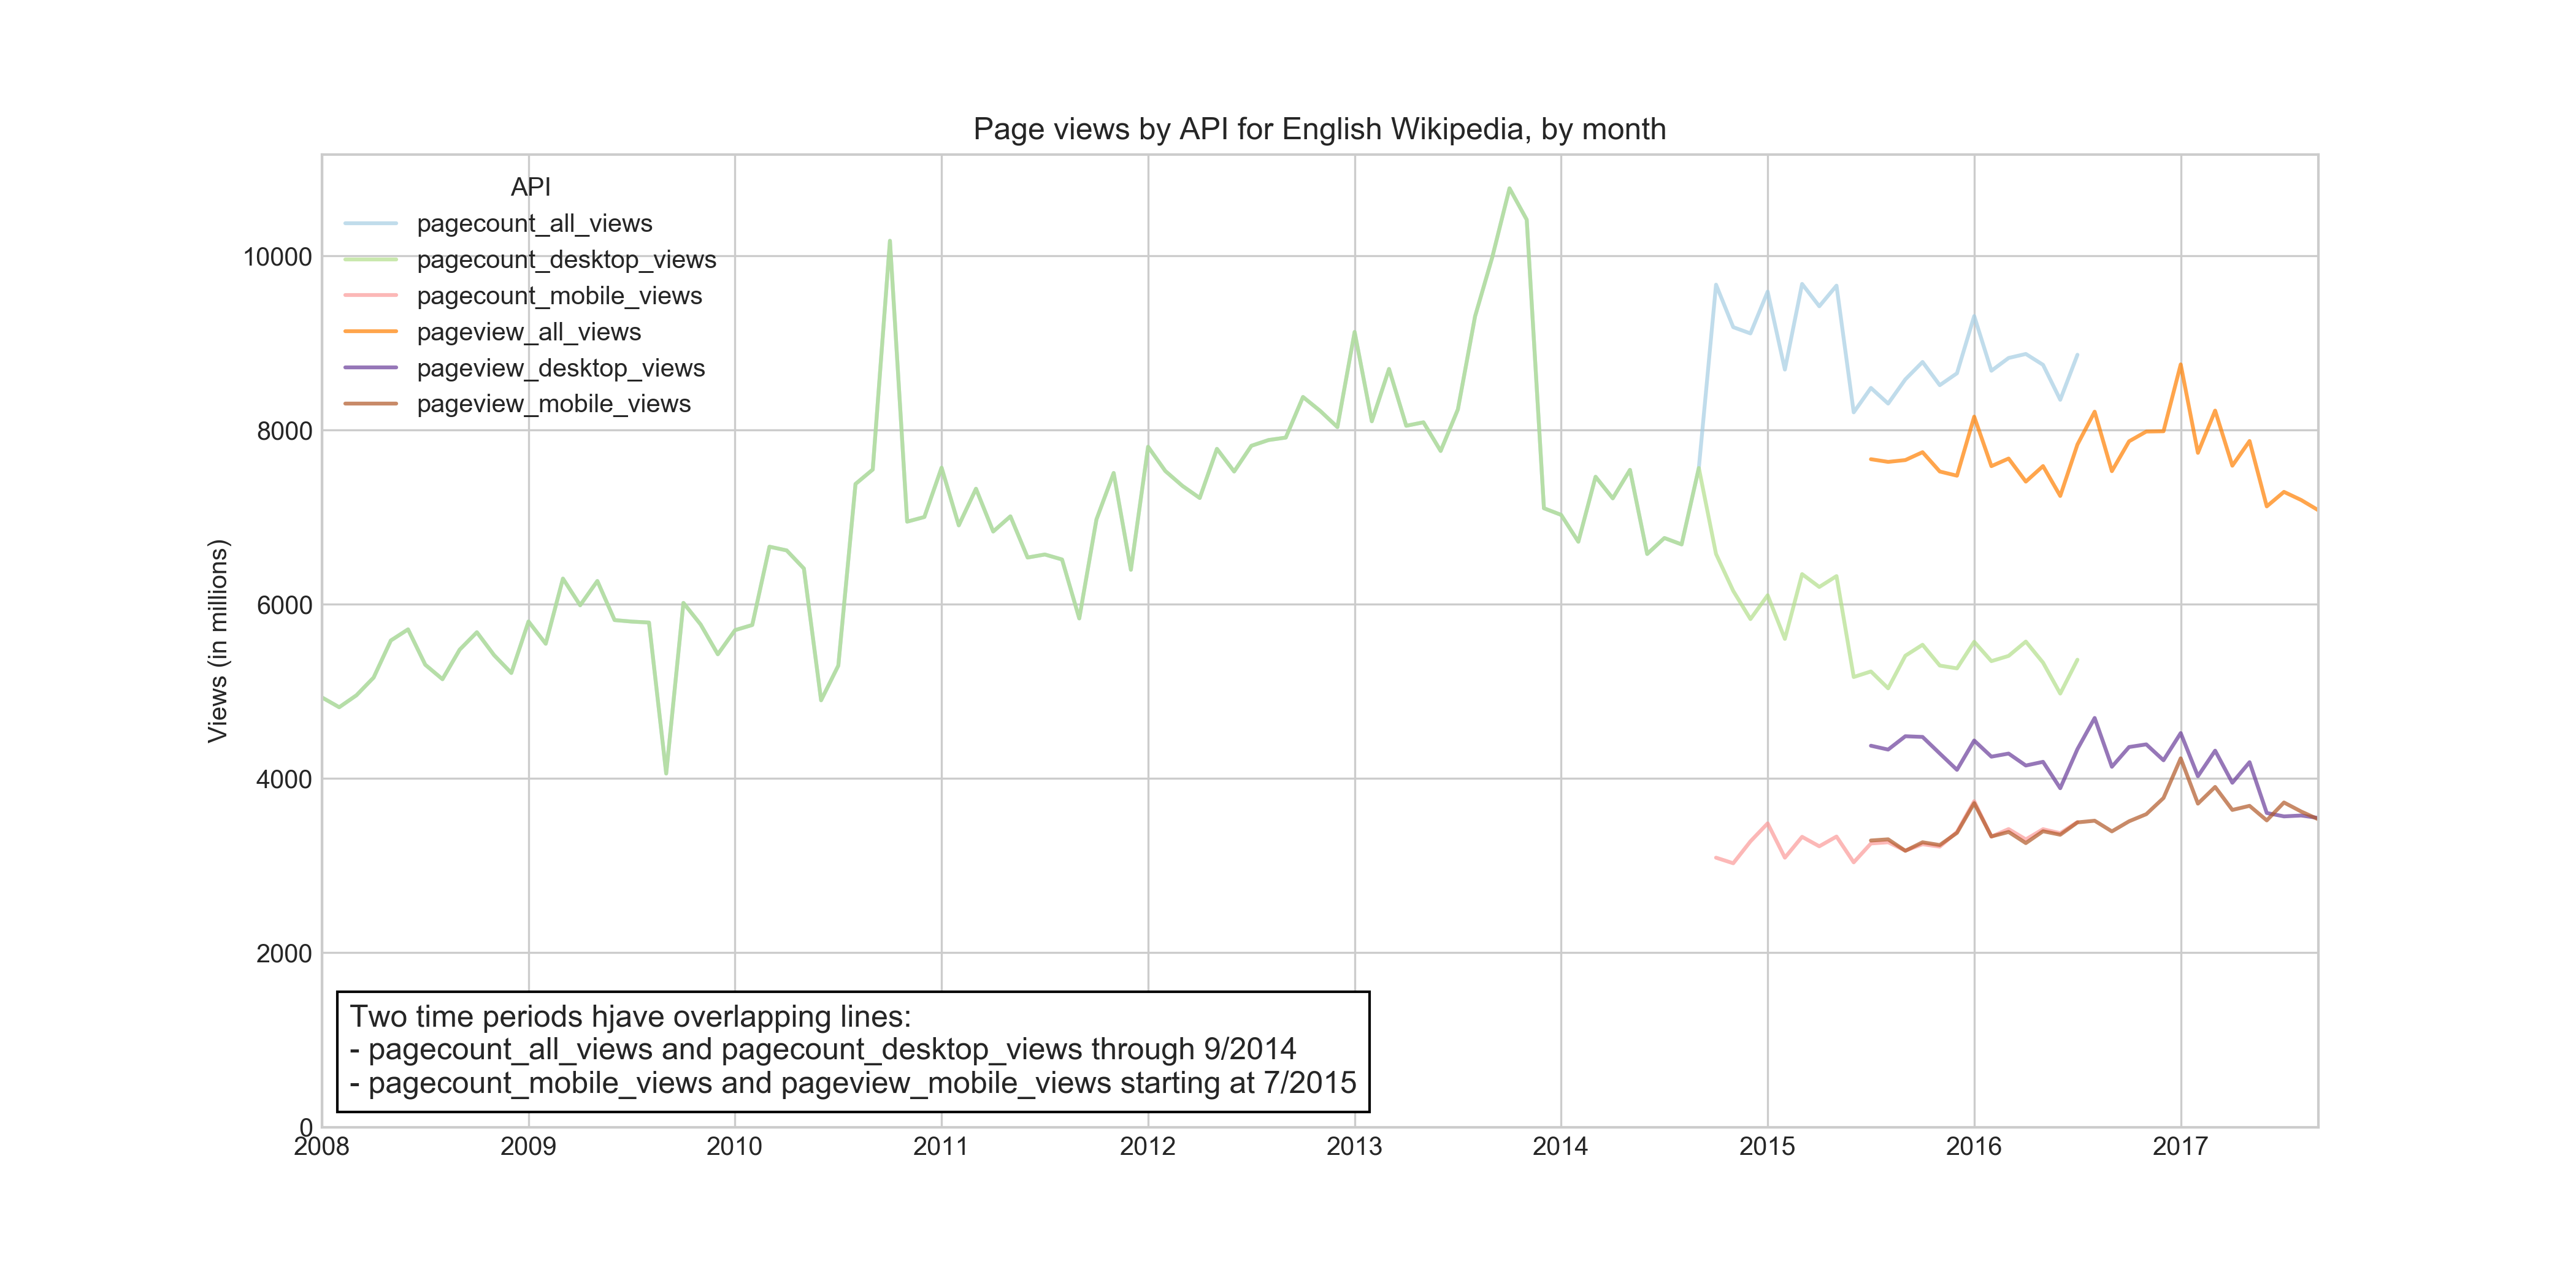 Page views by API for English Wikipedia, by month
API
pagecount_all_views
pagecount_desktop_views
pagecount_mobile_views
pageview_all_views
pageview_desktop_views
pageview_mobile_views
10000
8000
6000
4000
2000
0
Views (in millions)
Two time periods hjave overlapping lines:
- pagecount_all_views and pagecount_desktop_views through 9/2014
- pagecount_mobile_views and pageview_mobile_views starting at 7/2015
2008 2009 2010 2011 2012 2013 2014 2015 2016 2017